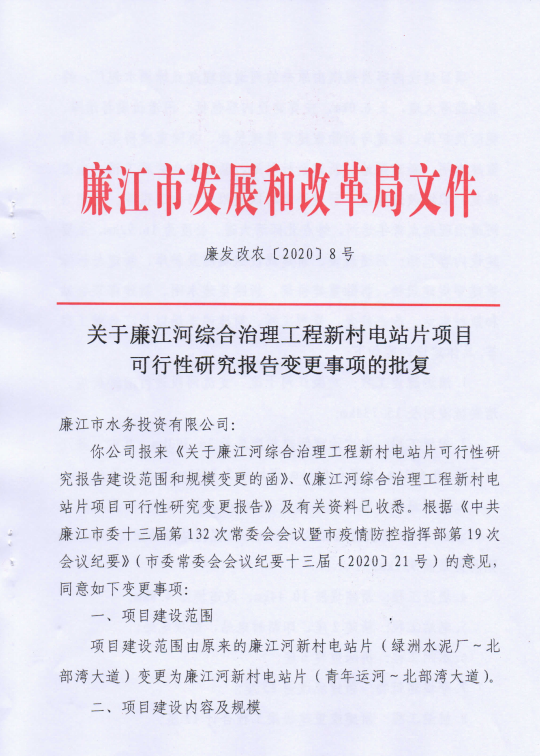 廉江市发展和改革局文件
廉发改农〔2020〕8号
关于廉江河综合治理工程新村电站片项目
可行性研究报告变更事项的批复
廉江市水务投资有限公司：
你公司报来《关于廉江河综合治理工程新村电站片可行性研
究报告建设范围和规模变更的函》、《廉江河综合治理工程新村电
站片项目可行性研究变更报告》及有关资料已收悉。根据《中共
廉江市委十三届第132次常委会会议暨市疫情防控指挥部第19次
会议纪要》（市委常委会会议纪要十三届〔2020〕21号）的意见，
同意如下变更事项：
一、项目建设范围
项目建设范围由原来的廉江河新村电站片（绿洲水泥厂～北
部湾大道）变更为廉江河新村电站片（青年运河～北部湾大道）。
二、项目建设内容及规模